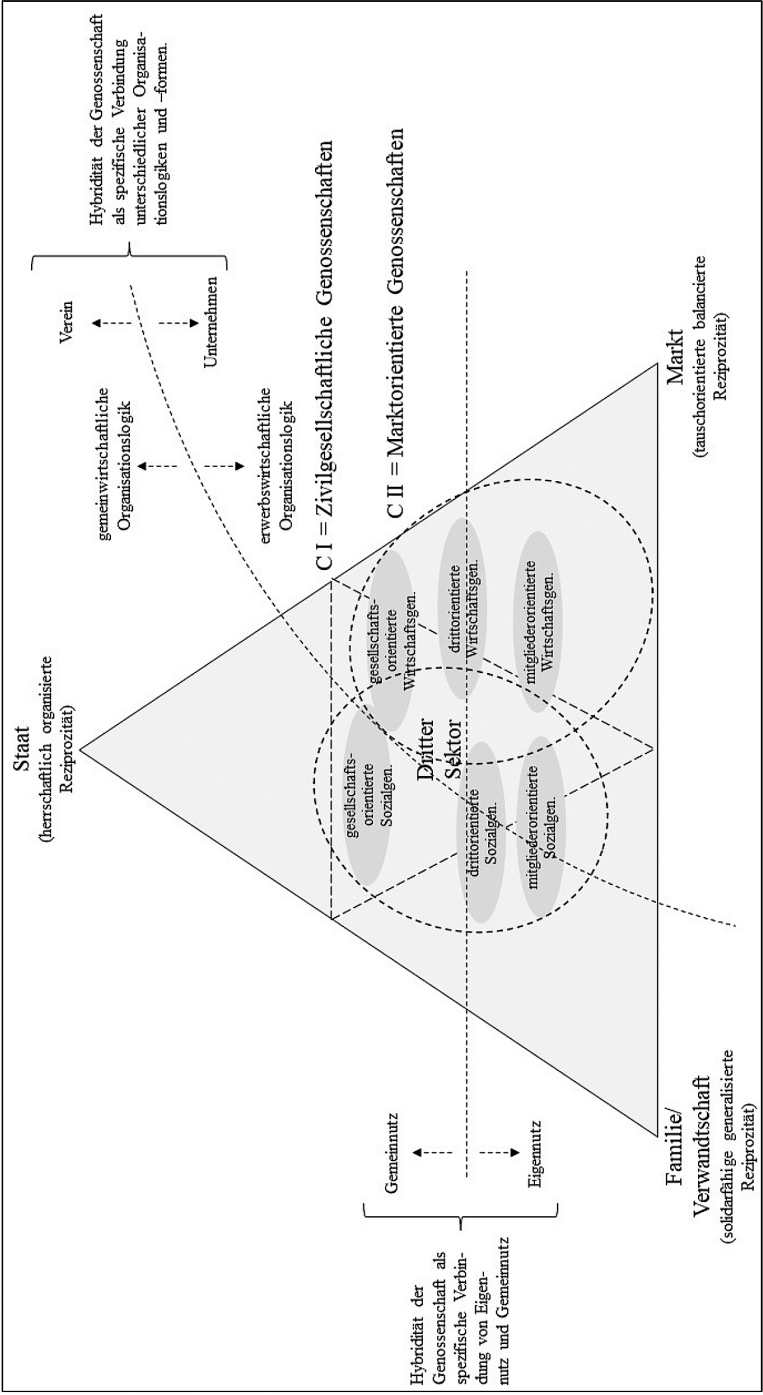 Staat
(herrschaftlich organisierte
Reziprozität)
Verein
Unternehmen
Hybridität der Genossenschaft
als spezifische Verbindung
unterschiedlicher Organisa-
tionslogiken und –formen.
gemeinwirtschaftliche
Organisationslogik
erwerbswirtschaftliche
Organisationslogik
C I = Zivilgesellschaftliche Genossenschaften
C II = Marktorientierte Genossenschaften
gesellschafts-
orientierte
Sozialgen.
gesellschafts-
orientierte
Wirtschaftsgen.
Dritter
Sektor
drittorientierte
Sozialgen.
drittorientierte
Wirtschaftsgen.
mitgliederorientierte
Sozialgen.
mitgliederorientierte
Wirtschaftsgen.
Hybridität der
Genossenschaft als
spezifische Verbin-
dung von Eigen-
nutz und Gemeinnutz
Gemeinnutz
Eigennutz
Familie/
Verwandtschaft
(solidarfähige generalisierte
Reziprozität)
Markt
(tauschorientierte balancierte
Reziprozität)